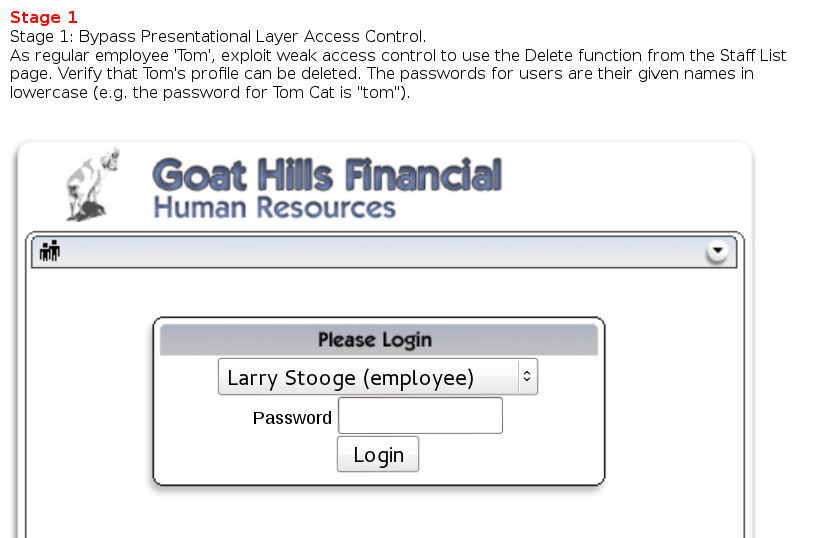 Stage 1
Stage 1: Bypass Presentational Layer Access Control.
As regular employee 'Tom', exploit weak access control to use the Delete function from the Staff List
page. Verify that Tom's profile can be deleted. The passwords for users are their given names in
lowercase (e.g. the password for Tom Cat is "tom").
Goat Hills Financial
Human Resources
Please Login
Larry Stooge (employee)
Password
Login